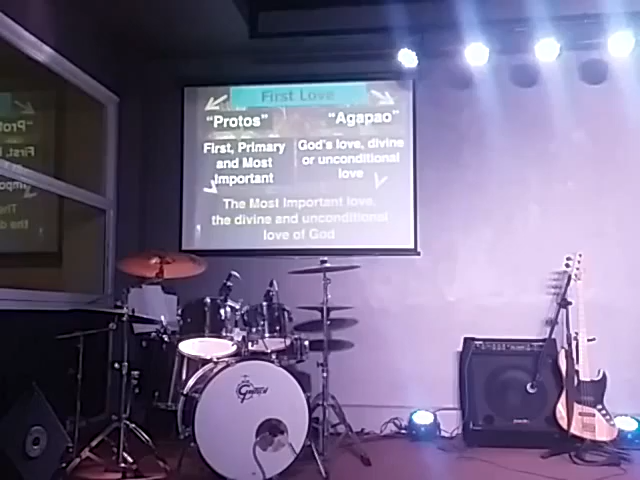 First Love
"Protos"
"Agapao"
First, Primary
and Most
Important
God's love, divine
or unconditional
love
The Most Important love,
the divine and unconditional
love of God
Gretsch